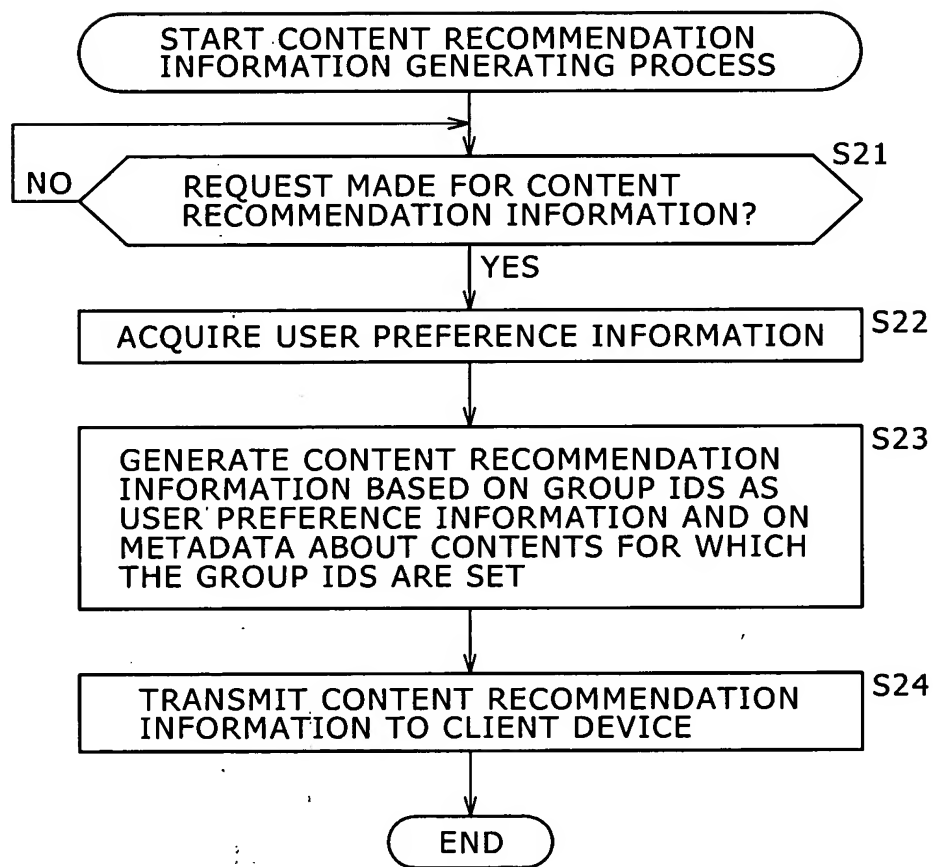 START CONTENT RECOMMENDATION
INFORMATION GENERATING PROCESS
S21
NO
REQUEST MADE FOR CONTENT
RECOMMENDATION INFORMATION?
YES
S22
ACQUIRE USER PREFERENCE INFORMATION
S23
GENERATE CONTENT RECOMMENDATION
INFORMATION BASED ON GROUP IDS AS
USER PREFERENCE INFORMATION AND ON
METADATA ABOUT CONTENTS FOR WHICH
THE GROUP IDS ARE SET
S24
TRANSMIT CONTENT RECOMMENDATION
INFORMATION TO CLIENT DEVICE
END